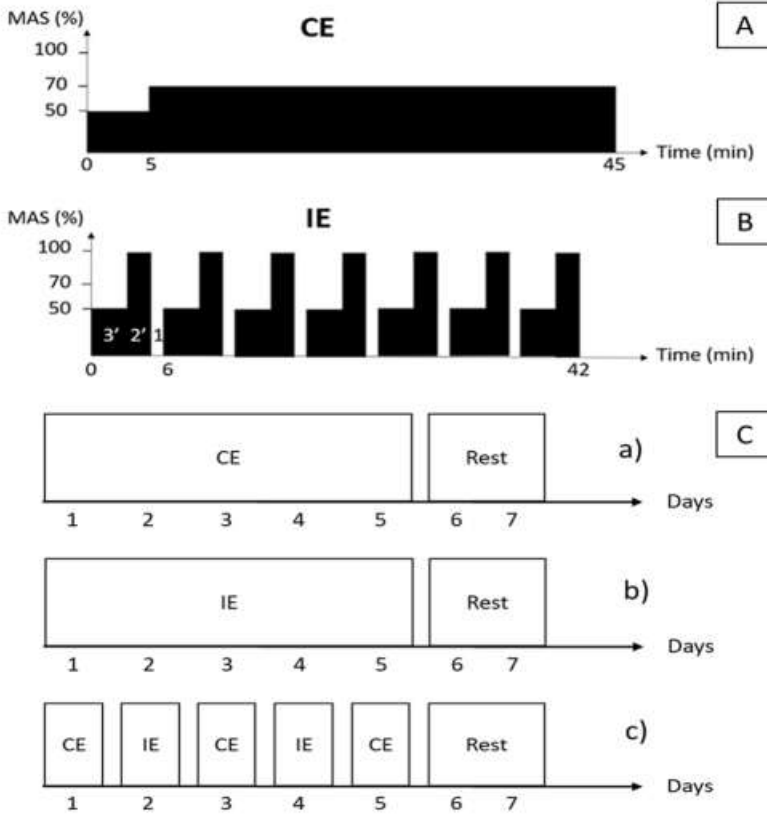 MAS (%)
CE
A
100
70
50
0 5 45 Time (min)
MAS (%)
IE
B
100
70
50
3’ 2’ 1
0 6 42 Time (min)
C
CE Rest a)
1 2 3 4 5 6 7 Days
IE Rest b)
1 2 3 4 5 6 7 Days
CE IE CE IE CE Rest c)
1 2 3 4 5 6 7 Days